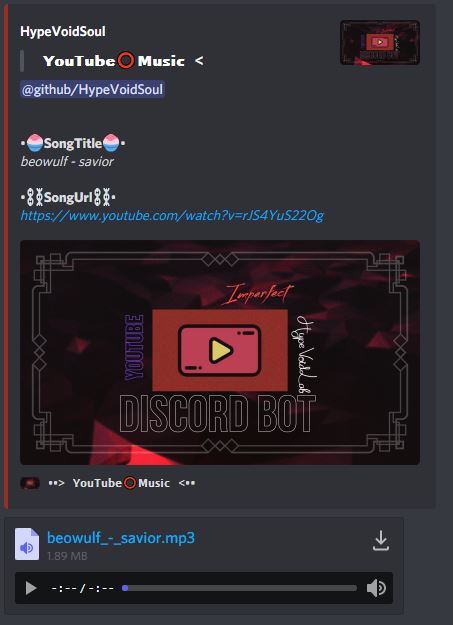 HypeVoidSoul
YouTube⭕Music <
@github/HypeVoidSoul
•🍧SongTitle🍧•
beowulf - savior
•⛓SongUrl⛓•
https://www.youtube.com/watch?v=rJS4YuS22Og
Imperfect
YOUTUBE
HypeVoidLab
DISCORD BOT
••> YouTube⭕Music <••
beowulf_-_savior.mp3
1.89 MB
-:-- / -:--